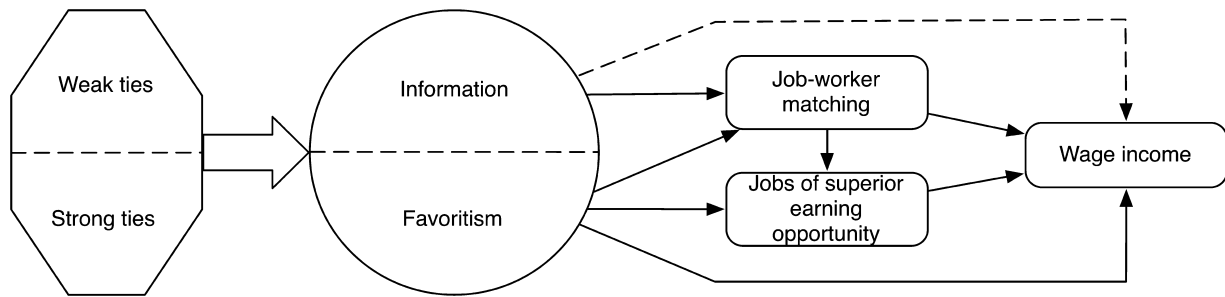 Weak ties
Strong ties
Information
Favoritism
Job-worker
matching
Jobs of superior
earning
opportunity
Wage income